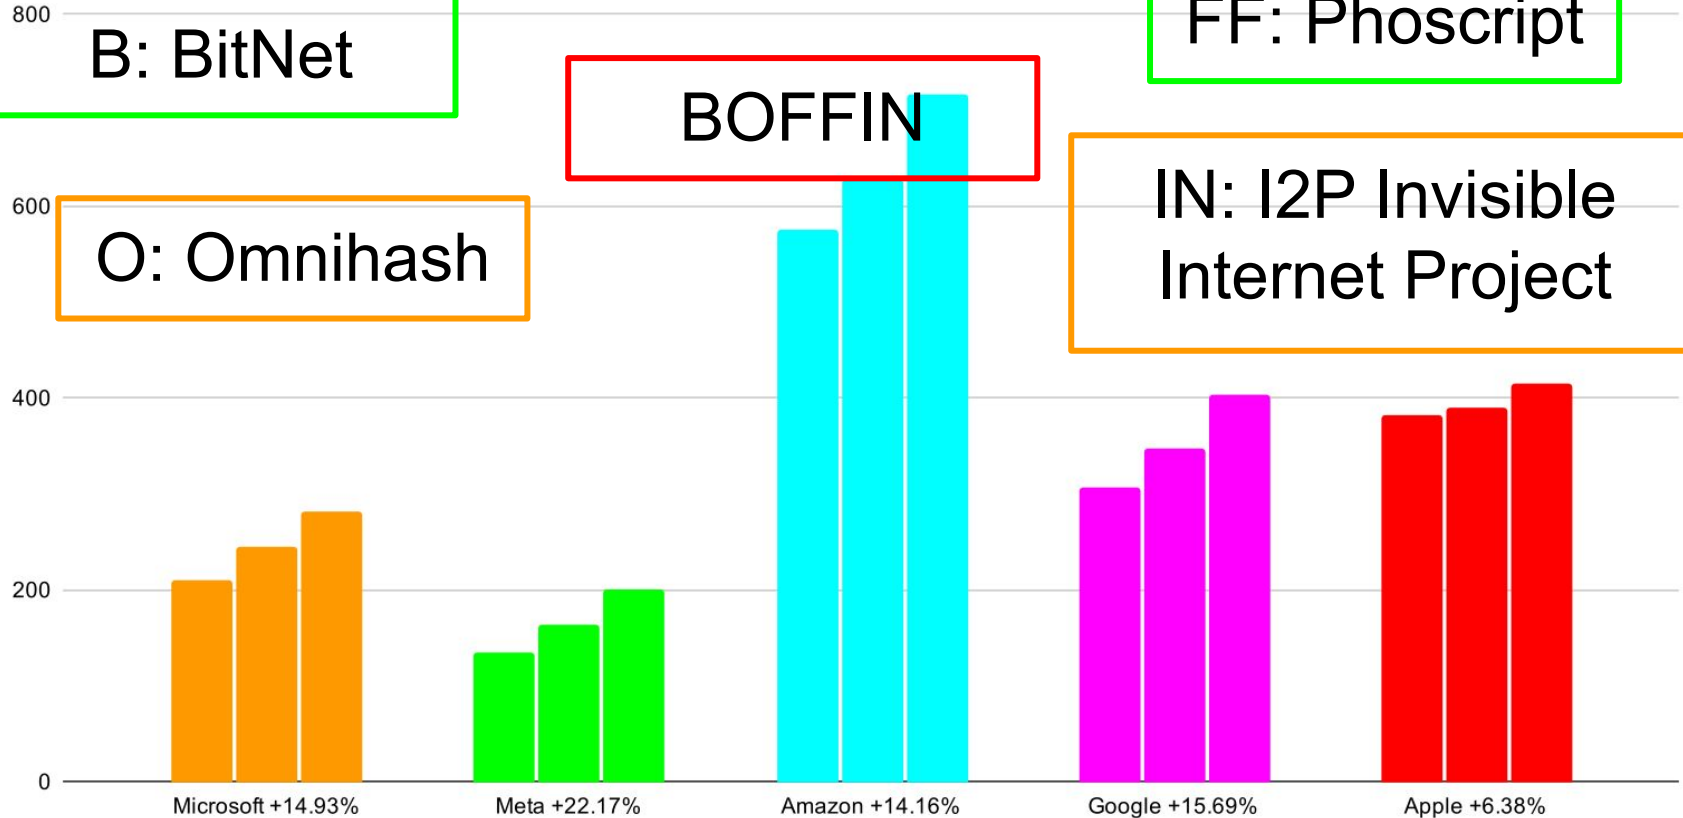 800
B: BitNet
FF: Phoscript
BOFFIN
600
O: Omnihash
IN: I2P Invisible
Internet Project
400
200
0
Microsoft +14.93%
Meta +22.17%
Amazon +14.16%
Google +15.69%
Apple +6.38%